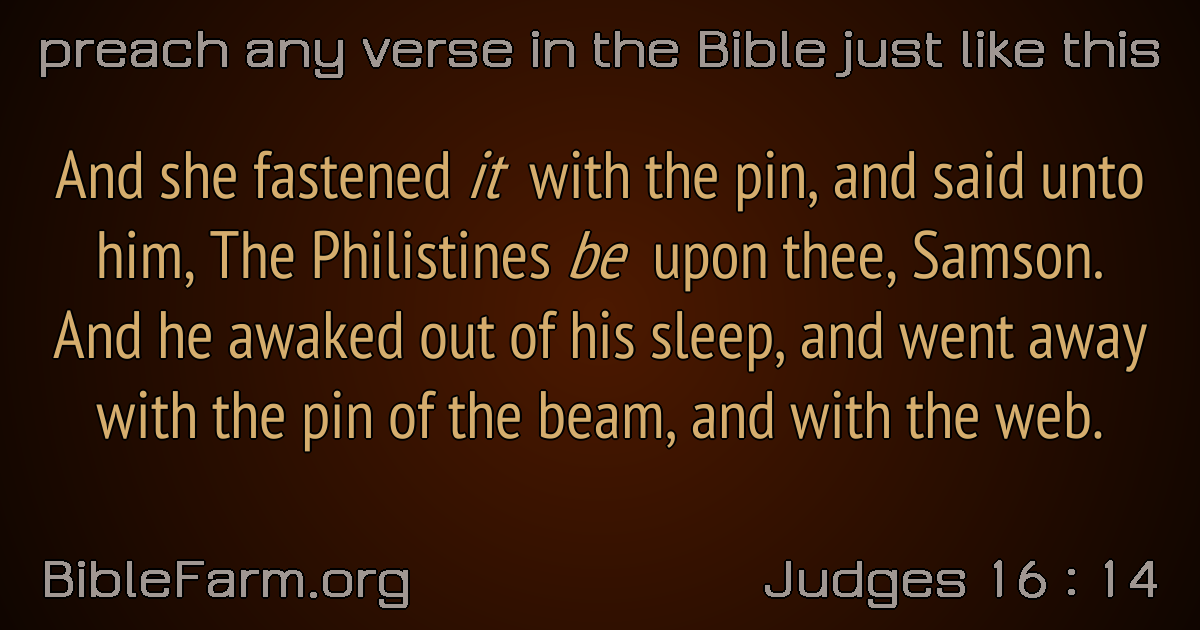 preach any verse in the Bible just like this
And she fastened it with the pin, and said unto
him, The Philistines be upon thee, Samson.
And he awaked out of his sleep, and went away
with the pin of the beam, and with the web.
BibleFarm.org
Judges 16 : 14